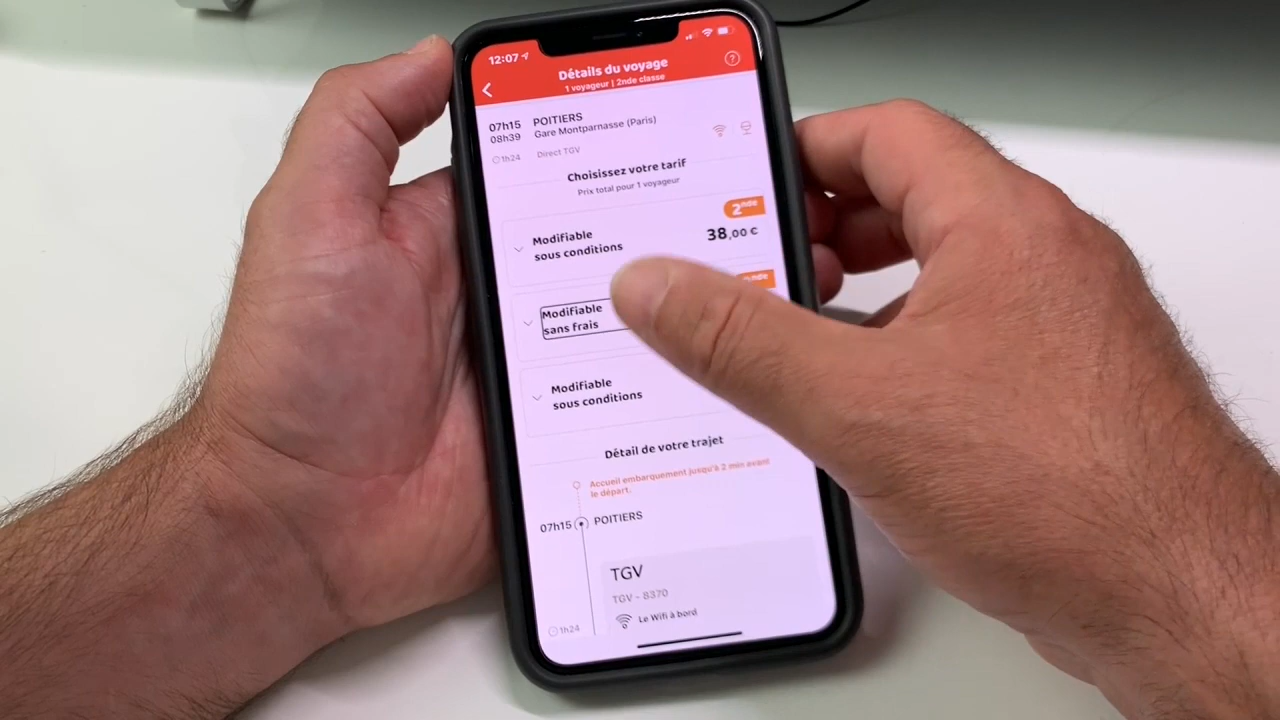 12:07
Détails du voyage
1 voyageur | 2nde classe
07h15 POITIERS
08h39 Gare Montparnasse (Paris)
1h24 Direct TGV
Choisissez votre tarif
Prix total pour 1 voyageur
2nde
Modifiable
sous conditions
38,00 €
Modifiable
sans frais
Modifiable
sous conditions
Détail de votre trajet
Accueil embarquement jusqu'à 2 min avant
le départ.
07h15 POITIERS
TGV
TGV - 8370
Le Wifi à bord
1h24